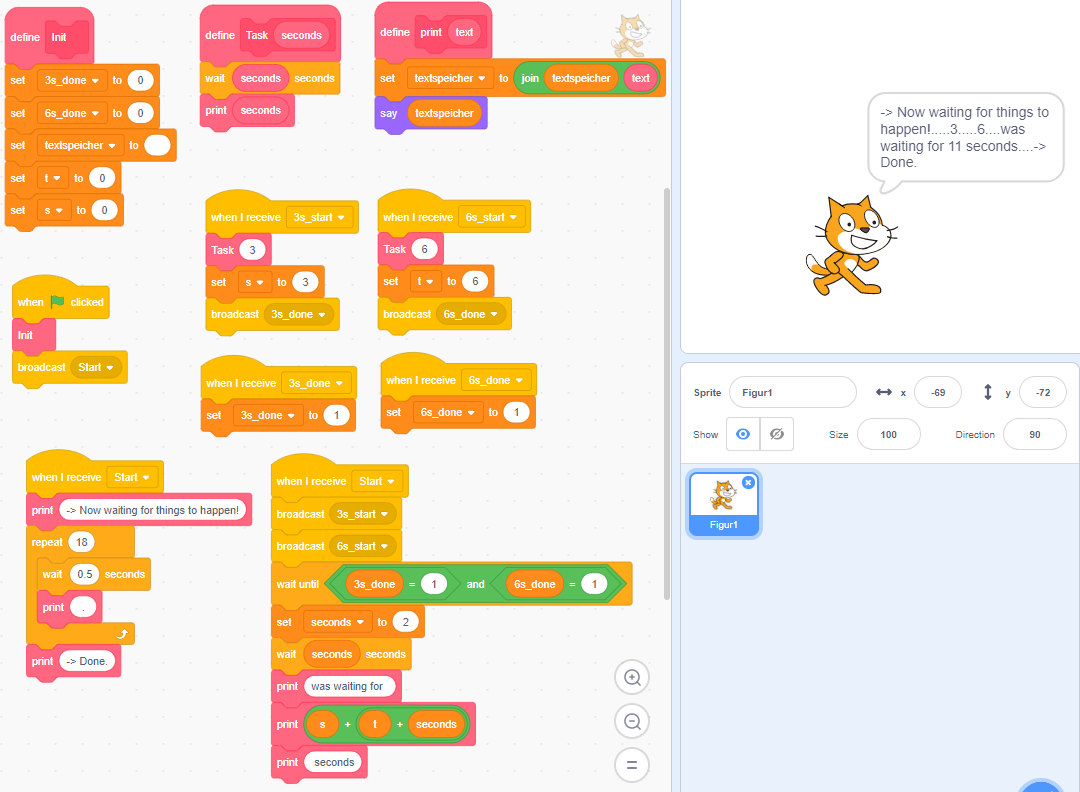 define Init
set 3s_done to 0
set 6s_done to 0
set textspeicher to
set t to 0
set s to 0
define Task seconds
wait seconds seconds
print seconds
define print text
set textspeicher to join textspeicher text
say textspeicher
when I receive 3s_start
Task 3
set s to 3
broadcast 3s_done
when I receive 6s_start
Task 6
set t to 6
broadcast 6s_done
when clicked
Init
broadcast Start
when I receive 3s_done
set 3s_done to 1
when I receive 6s_done
set 6s_done to 1
when I receive Start
print -> Now waiting for things to happen!
repeat 18
wait 0.5 seconds
print .
print -> Done.
when I receive Start
broadcast 3s_start
broadcast 6s_start
wait until 3s_done = 1 and 6s_done = 1
set seconds to 2
wait seconds seconds
print was waiting for
print s + t + seconds
print seconds
-> Now waiting for things to
happen!.....3.....6....was
waiting for 11 seconds....->
Done.
Sprite Figur1 x -69 y -72
Show Size 100 Direction 90
Figur1